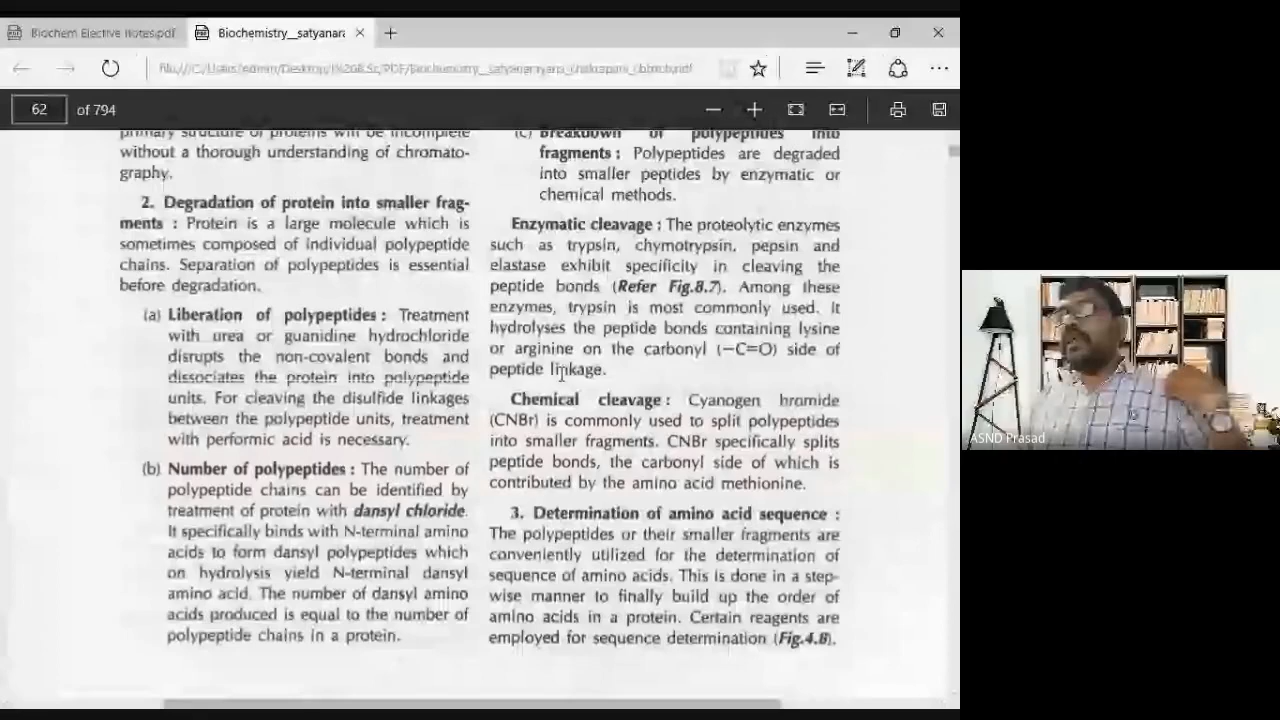 Biochem Elective Notes.pdf
Biochemistry__satyanara
62 of 794
primary structure of proteins will be incomplete
without a thorough understanding of chromato-
graphy.
2. Degradation of protein into smaller frag-
ments : Protein is a large molecule which is
sometimes composed of individual polypeptide
chains. Separation of polypeptides is essential
before degradation.
(a) Liberation of polypeptides : Treatment
with urea or guanidine hydrochloride
disrupts the non-covalent bonds and
dissociates the protein into polypeptide
units. For cleaving the disulfide linkages
between the polypeptide units, treatment
with performic acid is necessary.
(b) Number of polypeptides : The number of
polypeptide chains can be identified by
treatment of protein with dansyl chloride.
It specifically binds with N-terminal amino
acids to form dansyl polypeptides which
on hydrolysis yield N-terminal dansyl
amino acid. The number of dansyl amino
acids produced is equal to the number of
polypeptide chains in a protein.
(c) Breakdown of polypeptides into
fragments : Polypeptides are degraded
into smaller peptides by enzymatic or
chemical methods.
Enzymatic cleavage : The proteolytic enzymes
such as trypsin, chymotrypsin, pepsin and
elastase exhibit specificity in cleaving the
peptide bonds (Refer Fig.8.7). Among these
enzymes, trypsin is most commonly used. It
hydrolyses the peptide bonds containing lysine
or arginine on the carbonyl (−C=O) side of
peptide linkage.
Chemical cleavage : Cyanogen bromide
(CNBr) is commonly used to split polypeptides
into smaller fragments. CNBr specifically splits
peptide bonds, the carbonyl side of which is
contributed by the amino acid methionine.
3. Determination of amino acid sequence :
The polypeptides or their smaller fragments are
conveniently utilized for the determination of
sequence of amino acids. This is done in a step-
wise manner to finally build up the order of
amino acids in a protein. Certain reagents are
employed for sequence determination (Fig.4.8).
ASND Prasad